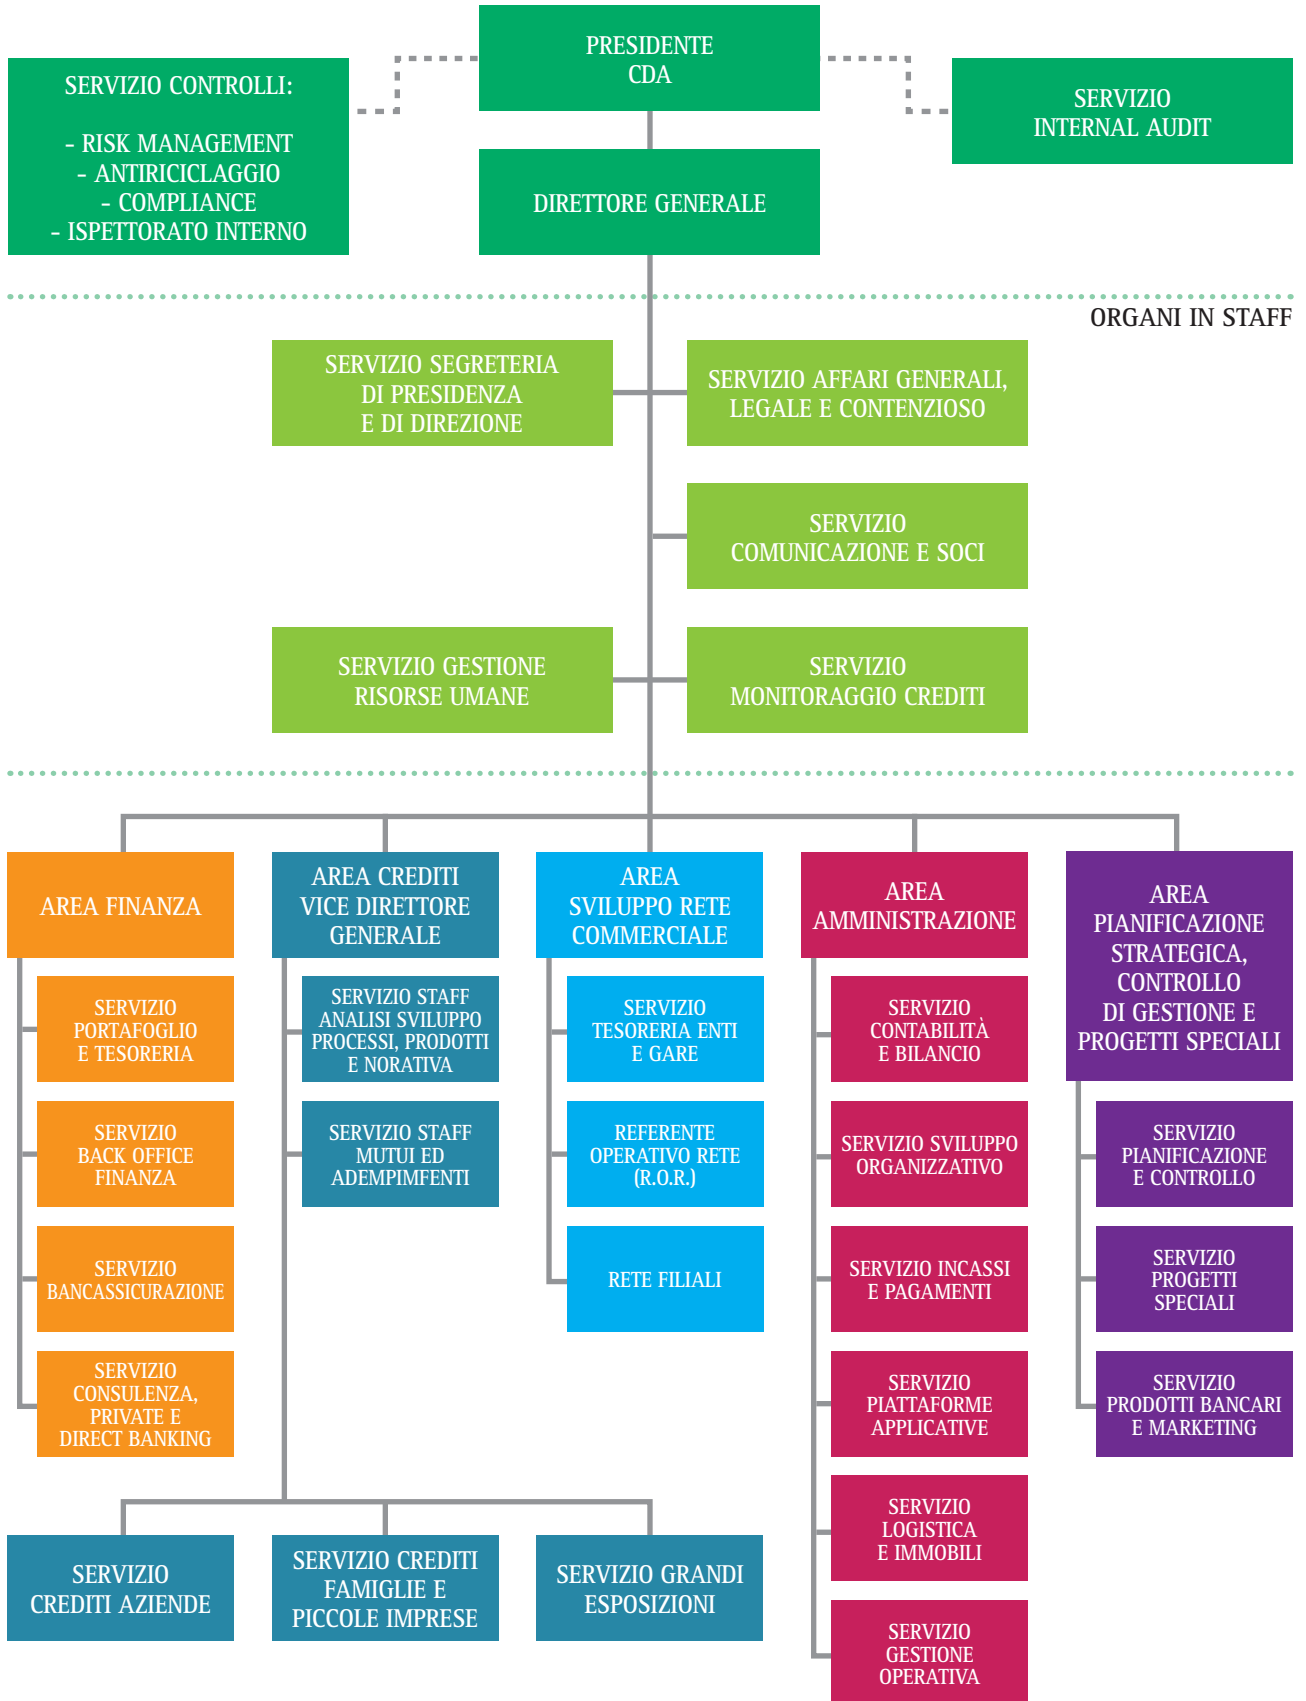 PRESIDENTE
CDA
SERVIZIO CONTROLLI:
- RISK MANAGEMENT
- ANTIRICICLAGGIO
- COMPLIANCE
- ISPETTORATO INTERNO
SERVIZIO
INTERNAL AUDIT
DIRETTORE GENERALE
ORGANI IN STAFF
SERVIZIO SEGRETERIA
DI PRESIDENZA
E DI DIREZIONE
SERVIZIO AFFARI GENERALI,
LEGALE E CONTENZIOSO
SERVIZIO
COMUNICAZIONE E SOCI
SERVIZIO GESTIONE
RISORSE UMANE
SERVIZIO
MONITORAGGIO CREDITI
AREA FINANZA
SERVIZIO
PORTAFOGLIO
E TESORERIA
SERVIZIO
BACK OFFICE
FINANZA
SERVIZIO
BANCASSICURAZIONE
SERVIZIO
CONSULENZA,
PRIVATE E
DIRECT BANKING
AREA CREDITI
VICE DIRETTORE
GENERALE
SERVIZIO STAFF
ANALISI SVILUPPO
PROCESSI, PRODOTTI
E NORATIVA
SERVIZIO STAFF
MUTUI ED
ADEMPIMFENTI
AREA
SVILUPPO RETE
COMMERCIALE
SERVIZIO
TESORERIA ENTI
E GARE
REFERENTE
OPERATIVO RETE
(R.O.R.)
RETE FILIALI
AREA
AMMINISTRAZIONE
SERVIZIO
CONTABILITÀ
E BILANCIO
SERVIZIO SVILUPPO
ORGANIZZATIVO
SERVIZIO INCASSI
E PAGAMENTI
SERVIZIO
PIATTAFORME
APPLICATIVE
SERVIZIO
LOGISTICA
E IMMOBILI
SERVIZIO
GESTIONE
OPERATIVA
AREA
PIANIFICAZIONE
STRATEGICA,
CONTROLLO
DI GESTIONE E
PROGETTI SPECIALI
SERVIZIO
PIANIFICAZIONE
E CONTROLLO
SERVIZIO
PROGETTI
SPECIALI
SERVIZIO
PRODOTTI BANCARI
E MARKETING
SERVIZIO
CREDITI AZIENDE
SERVIZIO CREDITI
FAMIGLIE E
PICCOLE IMPRESE
SERVIZIO GRANDI
ESPOSIZIONI